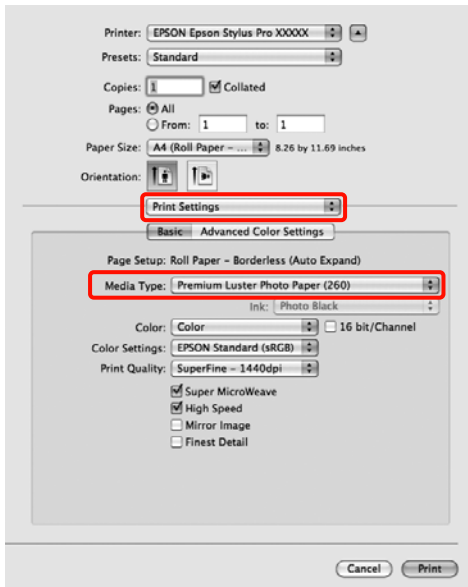 Printer: EPSON Epson Stylus Pro XXXXX
Presets: Standard
Copies: 1 Collated
Pages: All
From: 1 to: 1
Paper Size: A4 (Roll Paper – ... 8.26 by 11.69 inches
Orientation:
Print Settings
Basic Advanced Color Settings
Page Setup: Roll Paper – Borderless (Auto Expand)
Media Type: Premium Luster Photo Paper (260)
Ink: Photo Black
Color: Color 16 bit/Channel
Color Settings: EPSON Standard (sRGB)
Print Quality: SuperFine – 1440dpi
Super MicroWeave
High Speed
Mirror Image
Finest Detail
Cancel Print